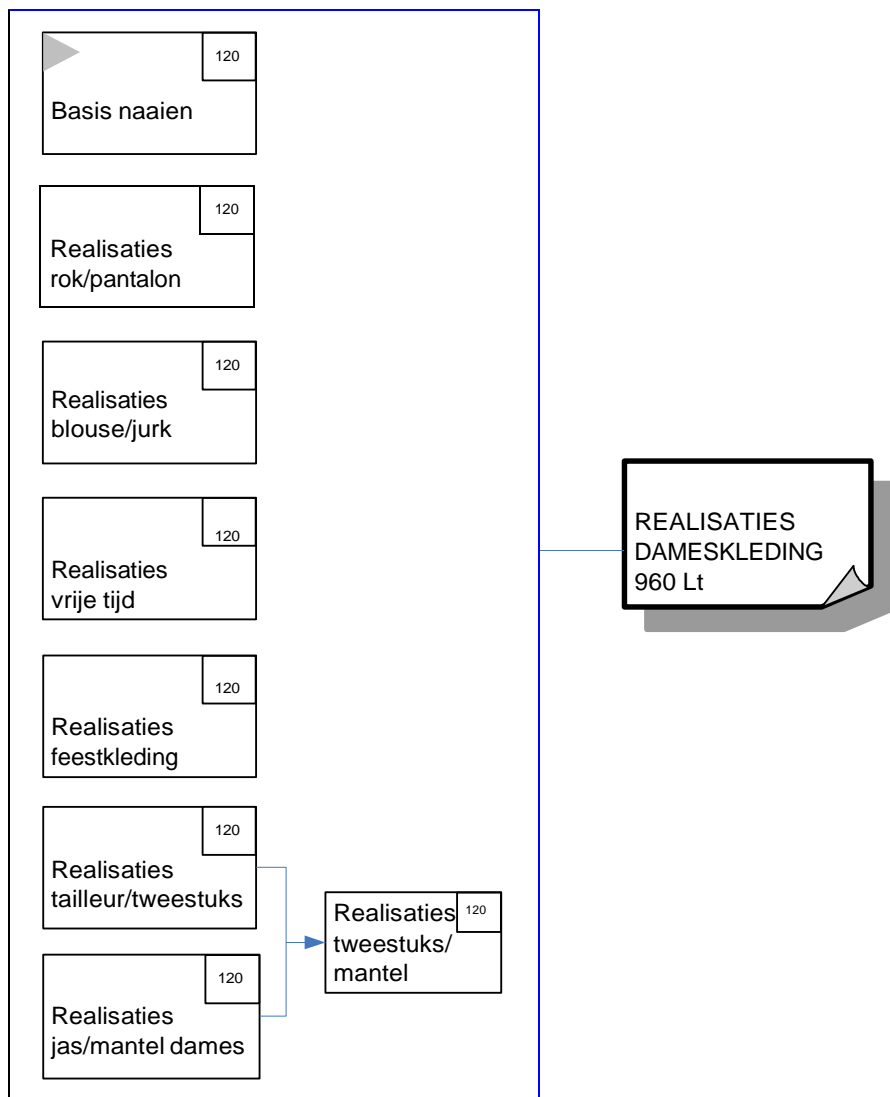 120
Basis naaien
120
Realisaties
rok/pantalon
120
Realisaties
blouse/jurk
120
Realisaties
vrije tijd
120
Realisaties
feestkleding
120
Realisaties
tailleur/tweestuks
120
Realisaties
jas/mantel dames
Realisaties 120
tweestuks/
mantel
REALISATIES
DAMESKLEDING
960 Lt